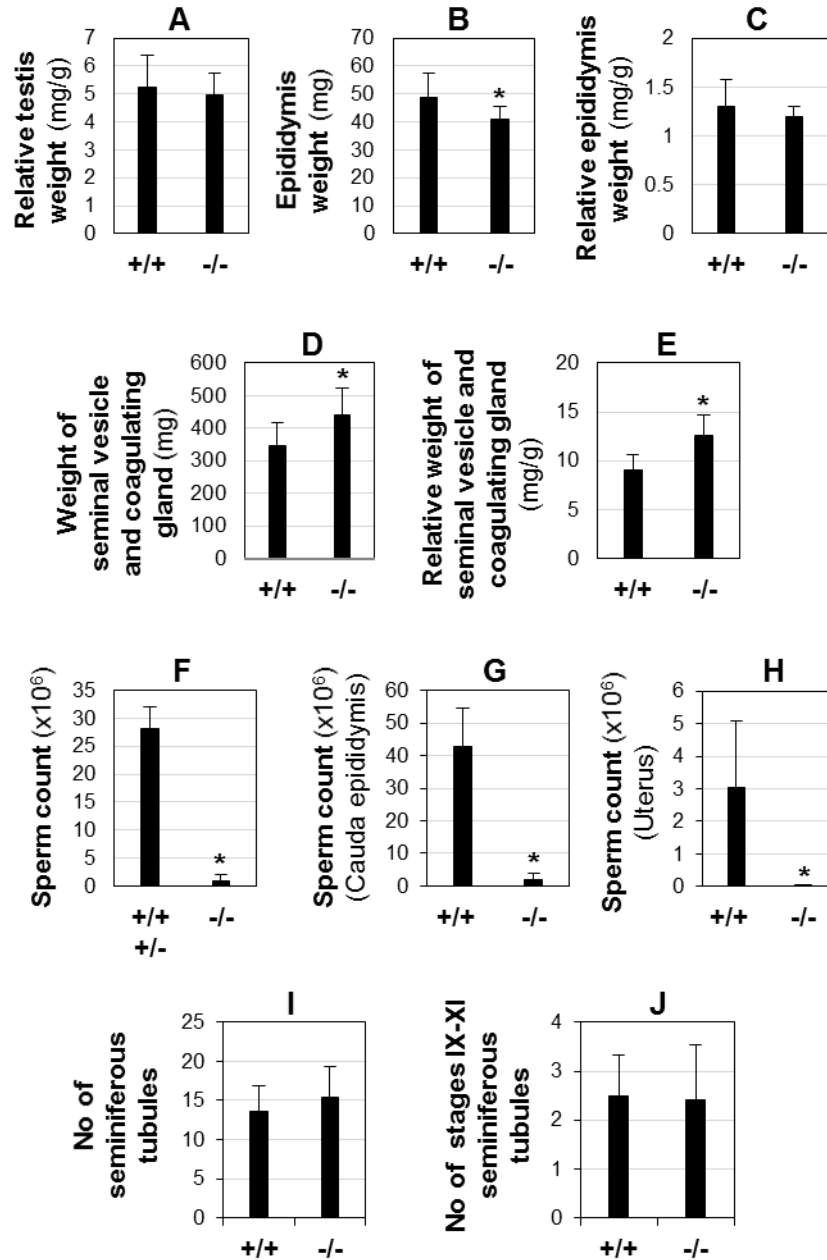 A
Relative testis
weight (mg/g)
7
6
5
4
3
2
1
0
+/+ -/-
B
Epididymis
weight (mg)
70
60
50
40
30
20
10
0
*
+/+ -/-
C
Relative epididymis
weight (mg/g)
2
1.5
1
0.5
0
+/+ -/-
D
Weight of
seminal vesicle
and coagulating
gland (mg)
600
500
400
300
200
100
0
*
+/+ -/-
E
Relative weight of
seminal vesicle and
coagulating gland
(mg/g)
20
15
10
5
0
*
+/+ -/-
F
Sperm count (x10⁶)
35
30
25
20
15
10
5
0
*
+/+ -/-
+/-
G
Sperm count (x10⁶)
(Cauda epididymis)
60
50
40
30
20
10
0
*
+/+ -/-
H
Sperm count (x10⁶)
(Uterus)
6
5
4
3
2
1
0
*
+/+ -/-
I
No of
seminiferous
tubules
25
20
15
10
5
0
+/+ -/-
J
No of stages IX-XI
seminiferous
tubules
4
3
2
1
0
+/+ -/-